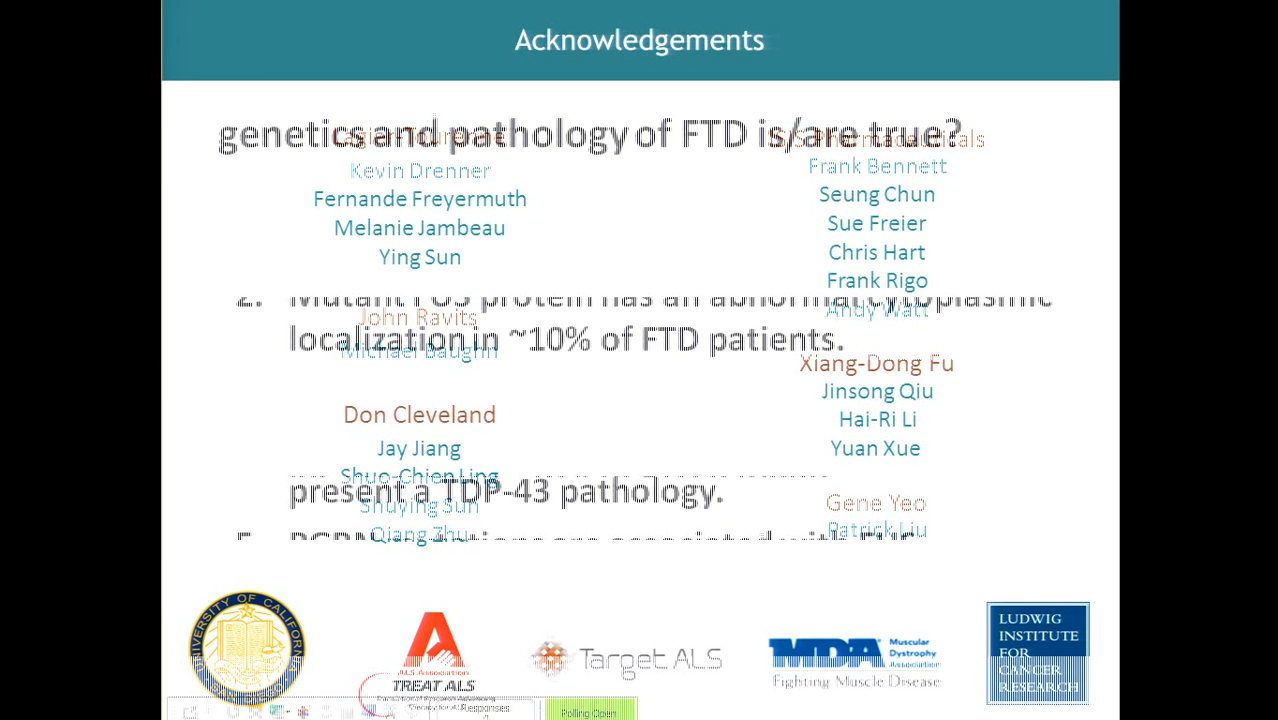 Acknowledgements
genetics and pathology of FTD is/are true?
Kevin Drenner
Fernande Freyermuth
Melanie Jambeau
Ying Sun
Frank Bennett
Seung Chun
Sue Freier
Chris Hart
Frank Rigo
Andy Watt
2. Mutant FUS protein has an abnormal cytoplasmic
localization in ~10% of FTD patients.
John Ravits
Michael Baughn
Xiang-Dong Fu
Jinsong Qiu
Hai-Ri Li
Yuan Xue
Don Cleveland
Jay Jiang
Shuo-Chien Ling
Shuying Sun
Qiang Zhu
present a TDP-43 pathology.
Gene Yeo
Patrick Liu
UNIVERSITY OF CALIFORNIA
ALS Association
TREAT ALS
Target ALS
MDA Muscular
Dystrophy
Association
Fighting Muscle Disease
LUDWIG
INSTITUTE
FOR
CANCER
RESEARCH
Responses
Polling Open